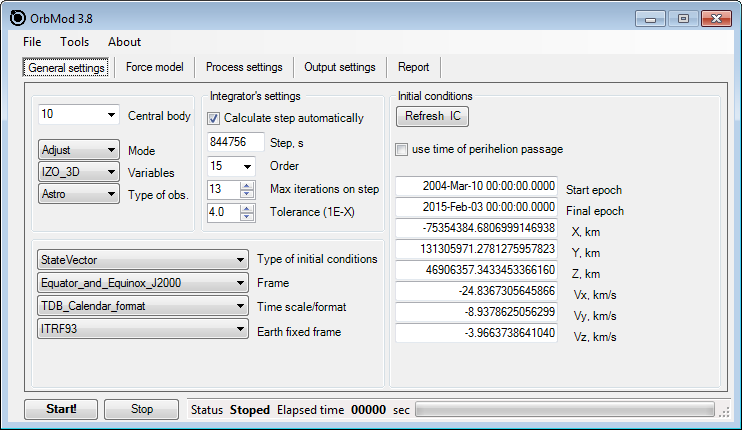 OrbMod 3.8
File Tools About
General settings Force model Process settings Output settings Report
10 Central body
Adjust Mode
IZO_3D Variables
Astro Type of obs.
Integrator's settings
Calculate step automatically
844756 Step, s
15 Order
13 Max iterations on step
4.0 Tolerance (1E-X)
StateVector Type of initial conditions
Equator_and_Equinox_J2000 Frame
TDB_Calendar_format Time scale/format
ITRF93 Earth fixed frame
Initial conditions
Refresh IC
use time of perihelion passage
2004-Mar-10 00:00:00.0000 Start epoch
2015-Feb-03 00:00:00.0000 Final epoch
-75354384.6806999146938 X, km
131305971.2781275957823 Y, km
46906357.3433453366160 Z, km
-24.8367305645866 Vx, km/s
-8.9378625056299 Vy, km/s
-3.9663738641040 Vz, km/s
Start! Stop Status Stoped Elapsed time 00000 sec